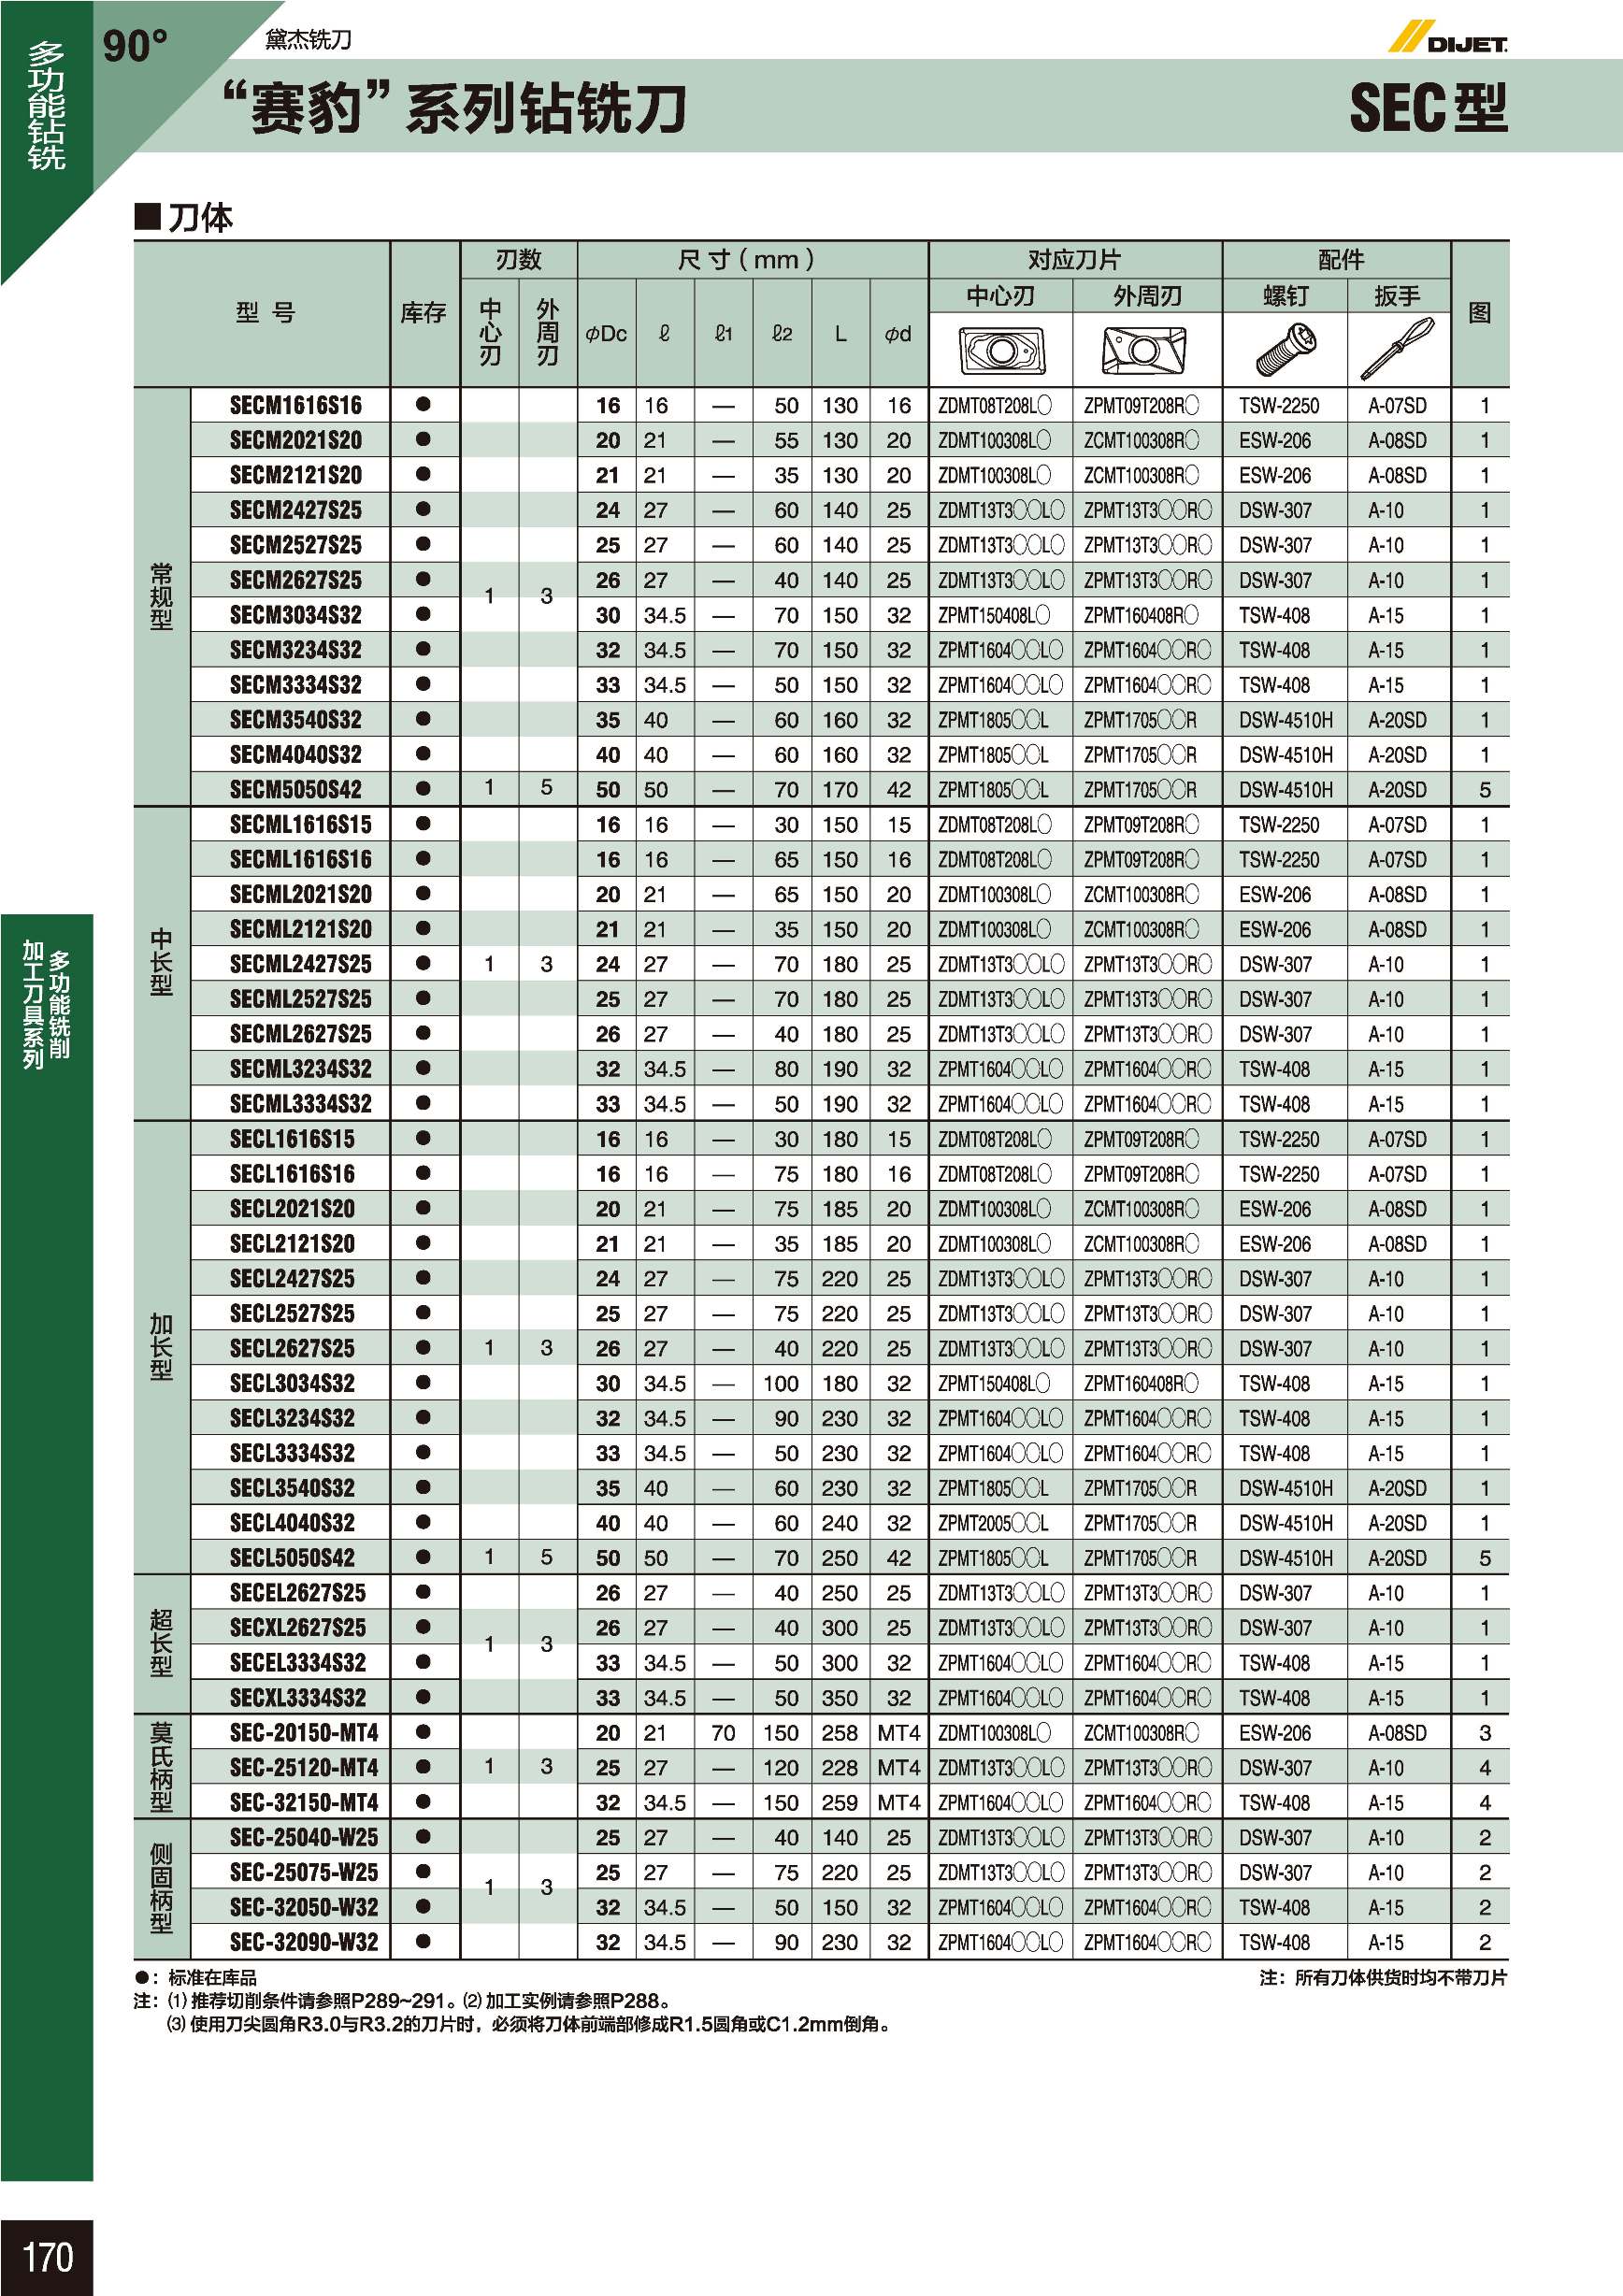 90°
黛杰铣刀
DIJET
多功能钻铣
“赛豹”系列钻铣刀
SEC型
■刀体
型号 库存 刃数 尺寸(mm) 对应刀片 配件 图
中心刃 外周刃 φDc ℓ ℓ1 ℓ2 L φd 中心刃 外周刃 螺钉 扳手
常规型
SECM1616S16 ● 16 16 — 50 130 16 ZDMT08T208L○ ZPMT09T208R○ TSW-2250 A-07SD 1
SECM2021S20 ● 20 21 — 55 130 20 ZDMT100308L○ ZCMT100308R○ ESW-206 A-08SD 1
SECM2121S20 ● 21 21 — 35 130 20 ZDMT100308L○ ZCMT100308R○ ESW-206 A-08SD 1
SECM2427S25 ● 24 27 — 60 140 25 ZDMT13T3○○L○ ZPMT13T3○○R○ DSW-307 A-10 1
SECM2527S25 ● 25 27 — 60 140 25 ZDMT13T3○○L○ ZPMT13T3○○R○ DSW-307 A-10 1
SECM2627S25 ● 1 3 26 27 — 40 140 25 ZDMT13T3○○L○ ZPMT13T3○○R○ DSW-307 A-10 1
SECM3034S32 ● 30 34.5 — 70 150 32 ZPMT150408L○ ZPMT160408R○ TSW-408 A-15 1
SECM3234S32 ● 32 34.5 — 70 150 32 ZPMT1604○○L○ ZPMT1604○○R○ TSW-408 A-15 1
SECM3334S32 ● 33 34.5 — 50 150 32 ZPMT1604○○L○ ZPMT1604○○R○ TSW-408 A-15 1
SECM3540S32 ● 35 40 — 60 160 32 ZPMT1805○○L ZPMT1705○○R DSW-4510H A-20SD 1
SECM4040S32 ● 40 40 — 60 160 32 ZPMT1805○○L ZPMT1705○○R DSW-4510H A-20SD 1
SECM5050S42 ● 1 5 50 50 — 70 170 42 ZPMT1805○○L ZPMT1705○○R DSW-4510H A-20SD 5
中长型
SECML1616S15 ● 16 16 — 30 150 15 ZDMT08T208L○ ZPMT09T208R○ TSW-2250 A-07SD 1
SECML1616S16 ● 16 16 — 65 150 16 ZDMT08T208L○ ZPMT09T208R○ TSW-2250 A-07SD 1
SECML2021S20 ● 20 21 — 65 150 20 ZDMT100308L○ ZCMT100308R○ ESW-206 A-08SD 1
SECML2121S20 ● 21 21 — 35 150 20 ZDMT100308L○ ZCMT100308R○ ESW-206 A-08SD 1
SECML2427S25 ● 1 3 24 27 — 70 180 25 ZDMT13T3○○L○ ZPMT13T3○○R○ DSW-307 A-10 1
SECML2527S25 ● 25 27 — 70 180 25 ZDMT13T3○○L○ ZPMT13T3○○R○ DSW-307 A-10 1
SECML2627S25 ● 26 27 — 40 180 25 ZDMT13T3○○L○ ZPMT13T3○○R○ DSW-307 A-10 1
SECML3234S32 ● 32 34.5 — 80 190 32 ZPMT1604○○L○ ZPMT1604○○R○ TSW-408 A-15 1
SECML3334S32 ● 33 34.5 — 50 190 32 ZPMT1604○○L○ ZPMT1604○○R○ TSW-408 A-15 1
加长型
SECL1616S15 ● 16 16 — 30 180 15 ZDMT08T208L○ ZPMT09T208R○ TSW-2250 A-07SD 1
SECL1616S16 ● 16 16 — 75 180 16 ZDMT08T208L○ ZPMT09T208R○ TSW-2250 A-07SD 1
SECL2021S20 ● 20 21 — 75 185 20 ZDMT100308L○ ZCMT100308R○ ESW-206 A-08SD 1
SECL2121S20 ● 21 21 — 35 185 20 ZDMT100308L○ ZCMT100308R○ ESW-206 A-08SD 1
SECL2427S25 ● 24 27 — 75 220 25 ZDMT13T3○○L○ ZPMT13T3○○R○ DSW-307 A-10 1
SECL2527S25 ● 25 27 — 75 220 25 ZDMT13T3○○L○ ZPMT13T3○○R○ DSW-307 A-10 1
SECL2627S25 ● 1 3 26 27 — 40 220 25 ZDMT13T3○○L○ ZPMT13T3○○R○ DSW-307 A-10 1
SECL3034S32 ● 30 34.5 — 100 180 32 ZPMT150408L○ ZPMT160408R○ TSW-408 A-15 1
SECL3234S32 ● 32 34.5 — 90 230 32 ZPMT1604○○L○ ZPMT1604○○R○ TSW-408 A-15 1
SECL3334S32 ● 33 34.5 — 50 230 32 ZPMT1604○○L○ ZPMT1604○○R○ TSW-408 A-15 1
SECL3540S32 ● 35 40 — 60 230 32 ZPMT1805○○L ZPMT1705○○R DSW-4510H A-20SD 1
SECL4040S32 ● 40 40 — 60 240 32 ZPMT2005○○L ZPMT1705○○R DSW-4510H A-20SD 1
SECL5050S42 ● 1 5 50 50 — 70 250 42 ZPMT1805○○L ZPMT1705○○R DSW-4510H A-20SD 5
超长型
SECEL2627S25 ● 26 27 — 40 250 25 ZDMT13T3○○L○ ZPMT13T3○○R○ DSW-307 A-10 1
SECXL2627S25 ● 1 3 26 27 — 40 300 25 ZDMT13T3○○L○ ZPMT13T3○○R○ DSW-307 A-10 1
SECEL3334S32 ● 33 34.5 — 50 300 32 ZPMT1604○○L○ ZPMT1604○○R○ TSW-408 A-15 1
SECXL3334S32 ● 33 34.5 — 50 350 32 ZPMT1604○○L○ ZPMT1604○○R○ TSW-408 A-15 1
莫氏柄型
SEC-20150-MT4 ● 20 21 70 150 258 MT4 ZDMT100308L○ ZCMT100308R○ ESW-206 A-08SD 3
SEC-25120-MT4 ● 1 3 25 27 — 120 228 MT4 ZDMT13T3○○L○ ZPMT13T3○○R○ DSW-307 A-10 4
SEC-32150-MT4 ● 32 34.5 — 150 259 MT4 ZPMT1604○○L○ ZPMT1604○○R○ TSW-408 A-15 4
侧固柄型
SEC-25040-W25 ● 25 27 — 40 140 25 ZDMT13T3○○L○ ZPMT13T3○○R○ DSW-307 A-10 2
SEC-25075-W25 ● 1 3 25 27 — 75 220 25 ZDMT13T3○○L○ ZPMT13T3○○R○ DSW-307 A-10 2
SEC-32050-W32 ● 32 34.5 — 50 150 32 ZPMT1604○○L○ ZPMT1604○○R○ TSW-408 A-15 2
SEC-32090-W32 ● 32 34.5 — 90 230 32 ZPMT1604○○L○ ZPMT1604○○R○ TSW-408 A-15 2
●：标准在库品
注：所有刀体供货时均不带刀片
注：⑴ 推荐切削条件请参照P289~291。⑵ 加工实例请参照P288。
⑶ 使用刀尖圆角R3.0与R3.2的刀片时，必须将刀体前端部修成R1.5圆角或C1.2mm倒角。
多功能铣削
加工刀具系列
170